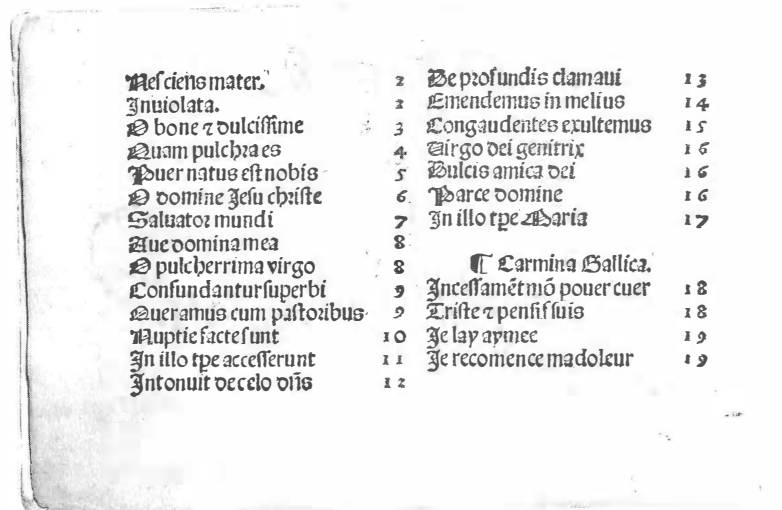 Nesciens mater. 2
Inuiolata. 2
O bone ⁊ dulcissime 3
Quam pulchra es 4
Puer natus est nobis 5
O domine Jesu christe 6
Saluator mundi 7
Aue domina mea 8
O pulcherrima virgo 8
Confundantur superbi 9
Queramus cum pastoribus 9
Nuptie facte sunt 10
In illo tpe accesserunt 11
Intonuit de celo dñs 12
De profundis clamaui 13
Emendemus in melius 14
Congaudentes exultemus 15
Virgo dei genitrix 16
Dulcis amica dei 16
Parce domine 16
In illo tpe Maria 17
¶ Carmina Gallica.
Incessamẽt mõ pouer cuer 18
Triste ⁊ pensif suis 18
Je lay aymee 19
Je recomence ma doleur 19